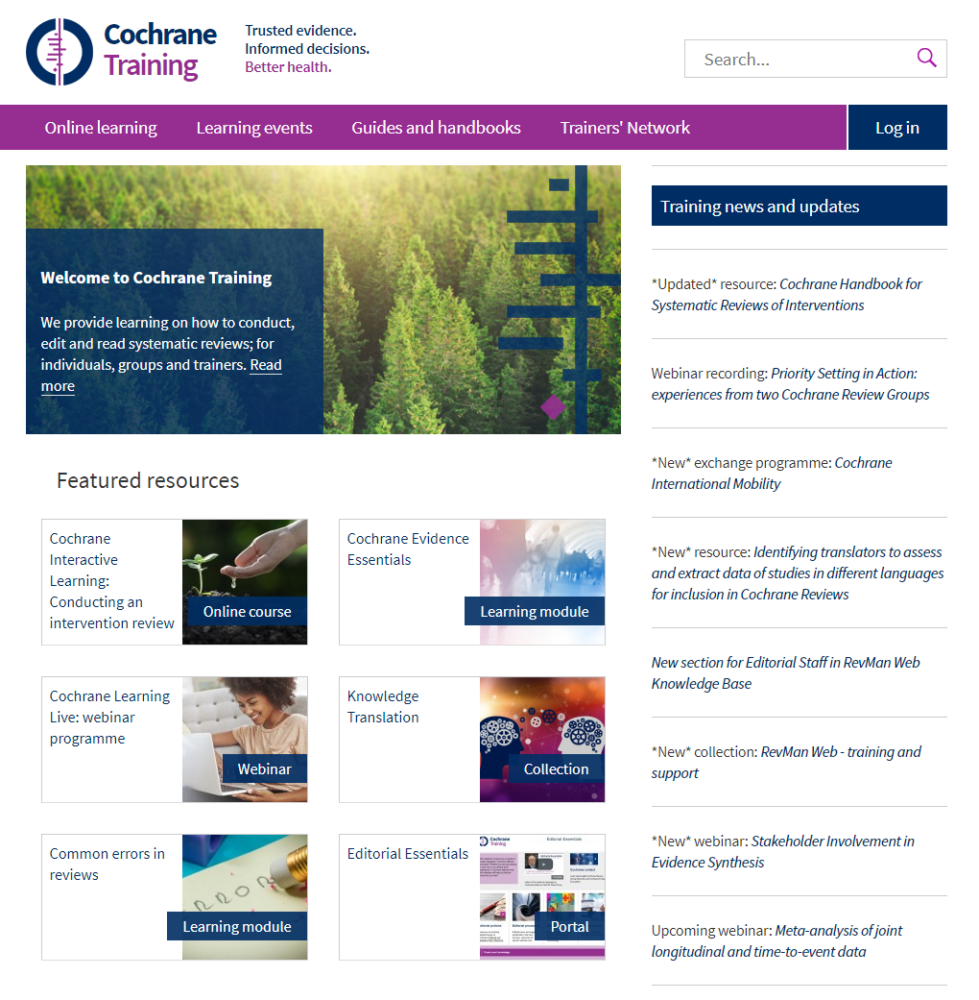 Cochrane
Training
Trusted evidence.
Informed decisions.
Better health.
Search...
Online learning
Learning events
Guides and handbooks
Trainers' Network
Log in
Welcome to Cochrane Training
We provide learning on how to conduct,
edit and read systematic reviews; for
individuals, groups and trainers. Read
more
Featured resources
Cochrane
Interactive
Learning:
Conducting an
intervention review
Online course
Cochrane Evidence
Essentials
Learning module
Cochrane Learning
Live: webinar
programme
Webinar
Knowledge
Translation
Collection
Common errors in
reviews
Learning module
Editorial Essentials
Cochrane
Training
Editorial Essentials
Portal
Training news and updates
*Updated* resource: Cochrane Handbook for
Systematic Reviews of Interventions
Webinar recording: Priority Setting in Action:
experiences from two Cochrane Review Groups
*New* exchange programme: Cochrane
International Mobility
*New* resource: Identifying translators to assess
and extract data of studies in different languages
for inclusion in Cochrane Reviews
New section for Editorial Staff in RevMan Web
Knowledge Base
*New* collection: RevMan Web - training and
support
*New* webinar: Stakeholder Involvement in
Evidence Synthesis
Upcoming webinar: Meta-analysis of joint
longitudinal and time-to-event data